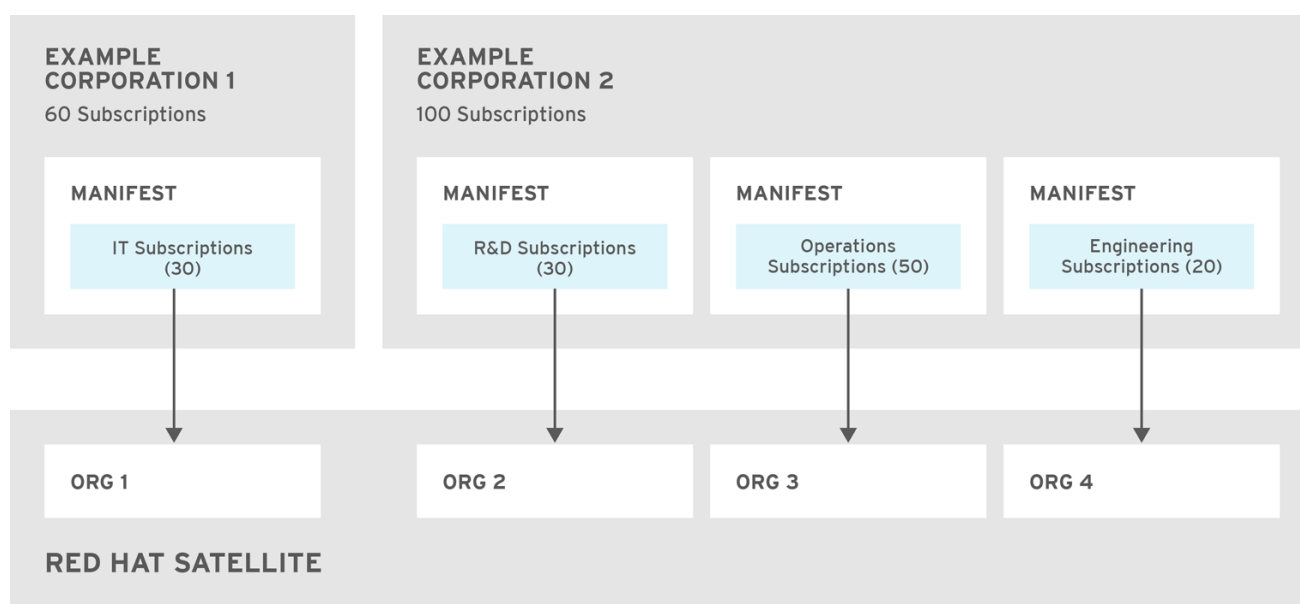 EXAMPLE
CORPORATION 1
60 Subscriptions
MANIFEST
IT Subscriptions
(30)
EXAMPLE
CORPORATION 2
100 Subscriptions
MANIFEST
R&D Subscriptions
(30)
MANIFEST
Operations
Subscriptions (50)
MANIFEST
Engineering
Subscriptions (20)
ORG 1
ORG 2
ORG 3
ORG 4
RED HAT SATELLITE